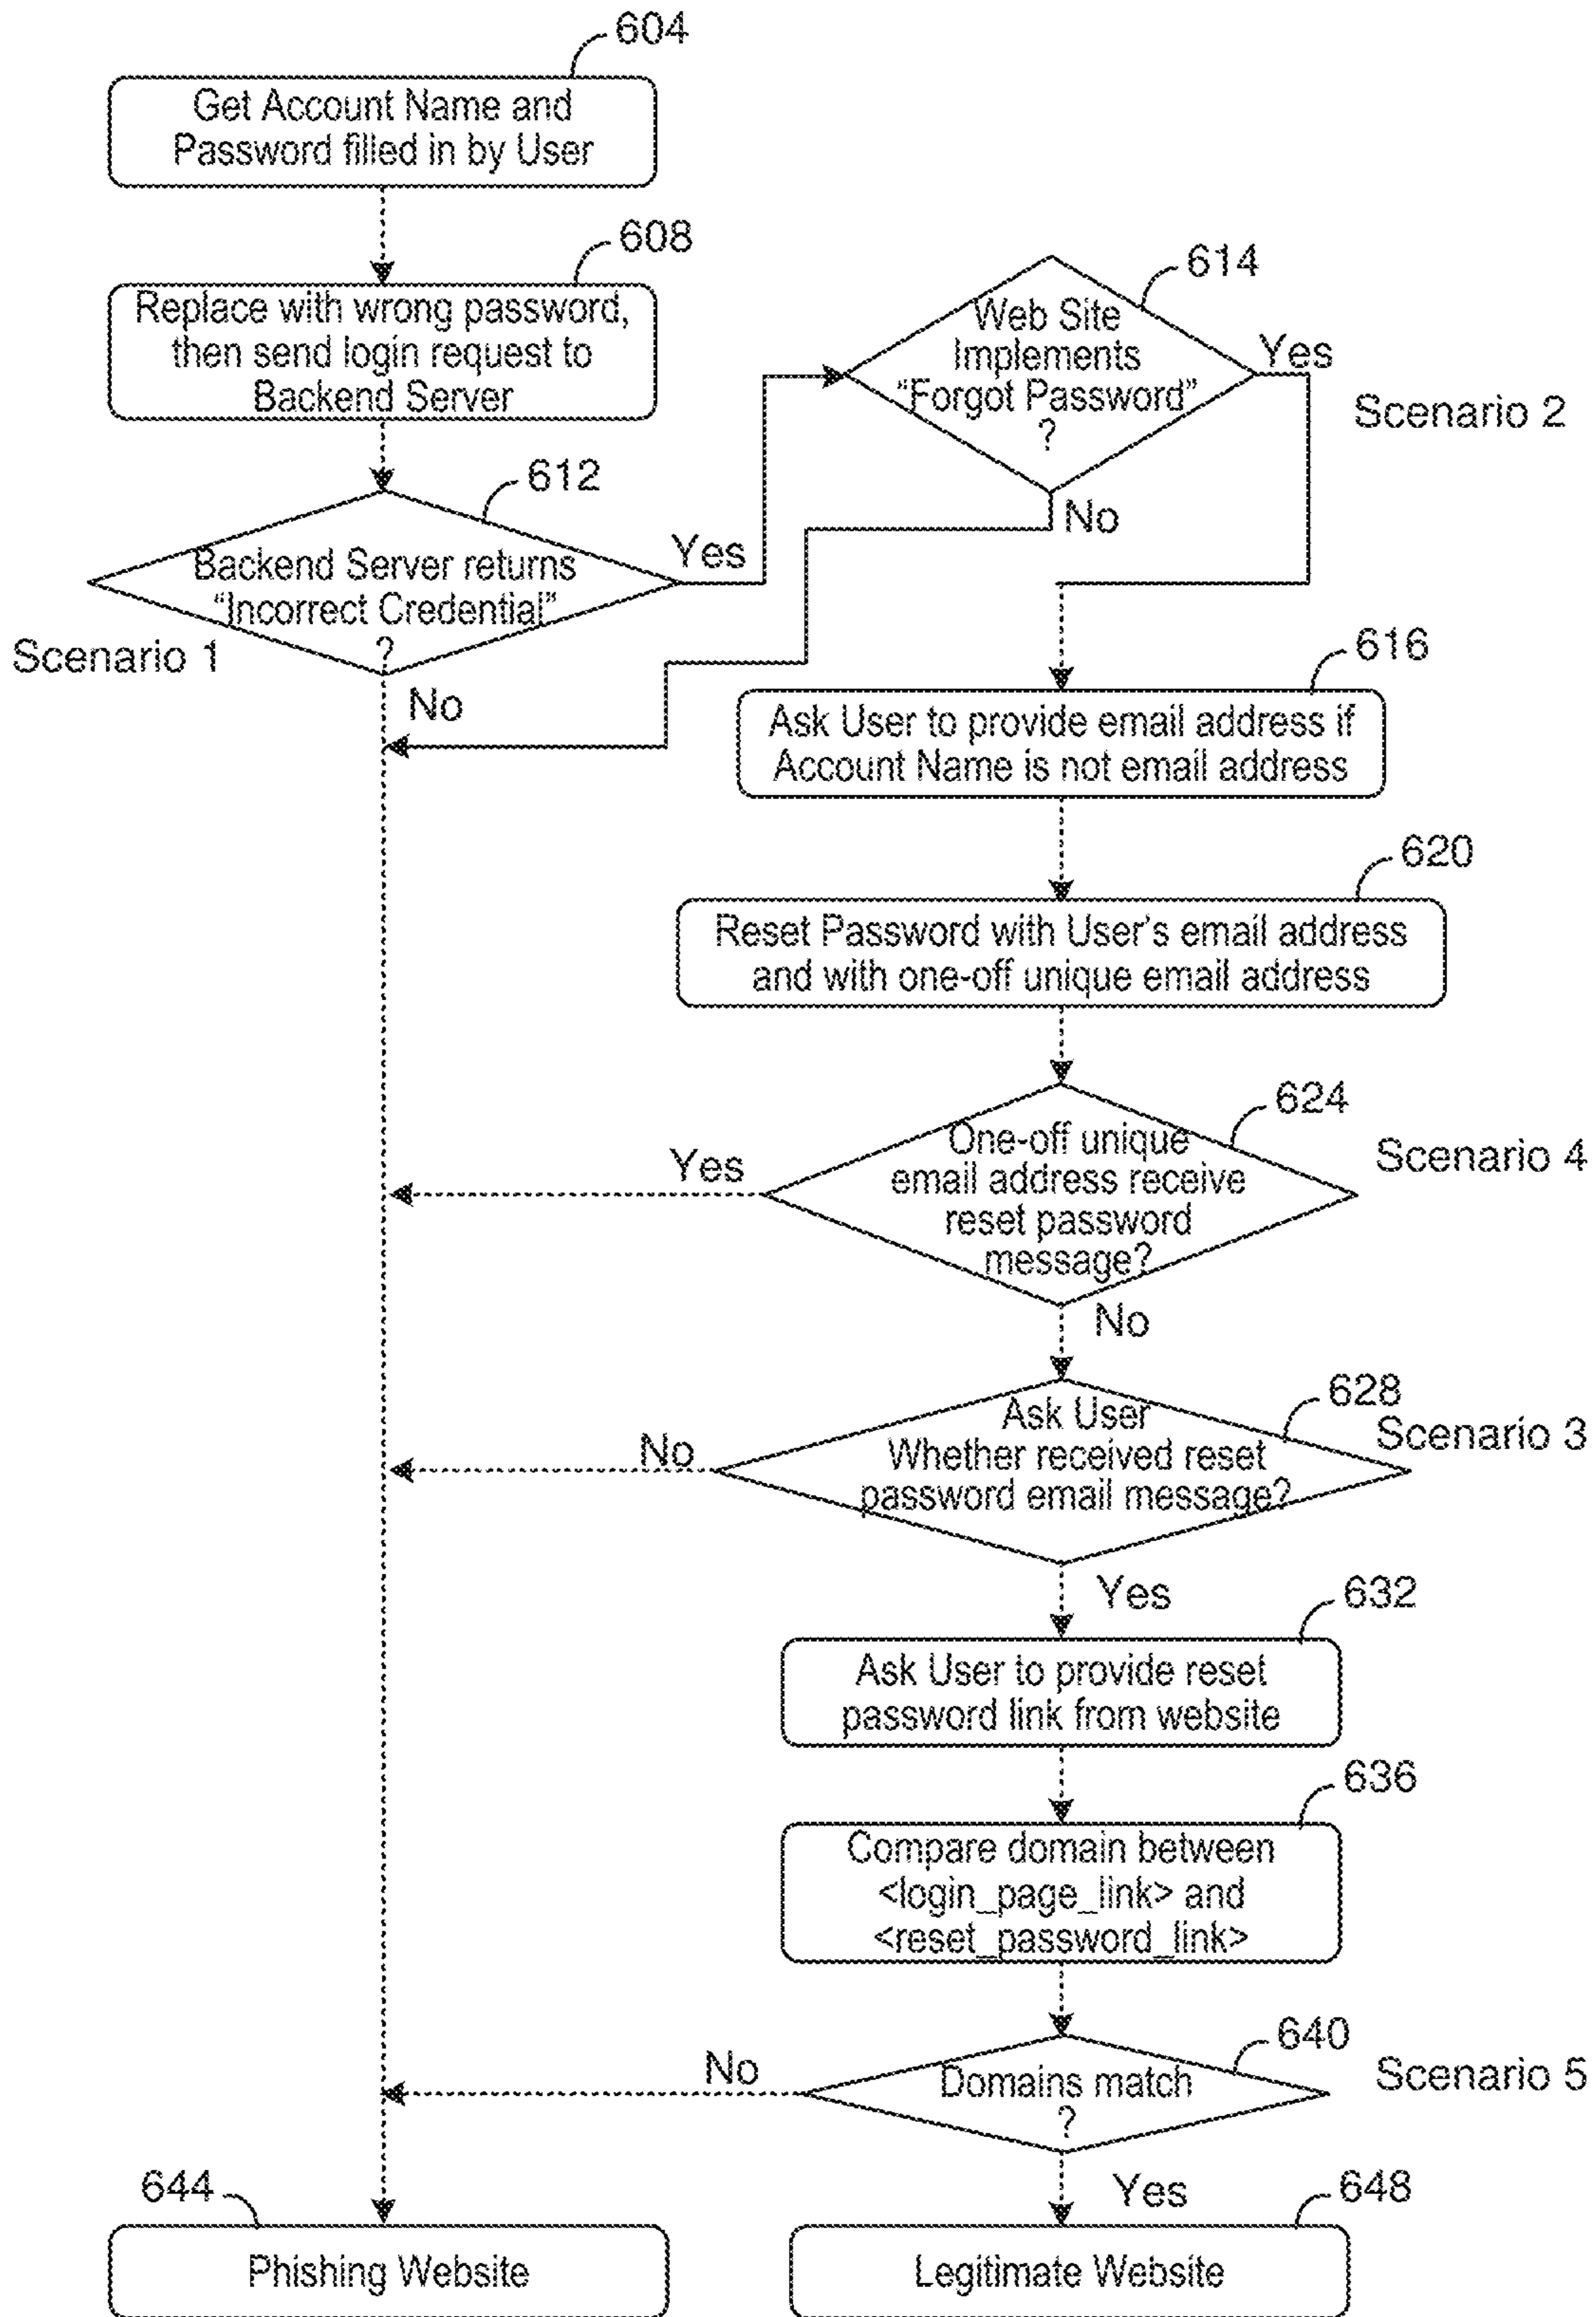 604
Get Account Name and
Password filled in by User
608
Replace with wrong password,
then send login request to
Backend Server
614
Web Site
Implements
“Forgot Password”
?
Yes
Scenario 2
No
612
Backend Server returns
“Incorrect Credential”
?
Yes
Scenario 1
No
616
Ask User to provide email address if
Account Name is not email address
620
Reset Password with User's email address
and with one-off unique email address
624
One-off unique
email address receive
reset password
message?
Yes
Scenario 4
No
628
Ask User
Whether received reset
password email message?
No
Scenario 3
Yes
632
Ask User to provide reset
password link from website
636
Compare domain between
<login_page_link> and
<reset_password_link>
640
Domains match
?
No
Scenario 5
Yes
644
Phishing Website
648
Legitimate Website